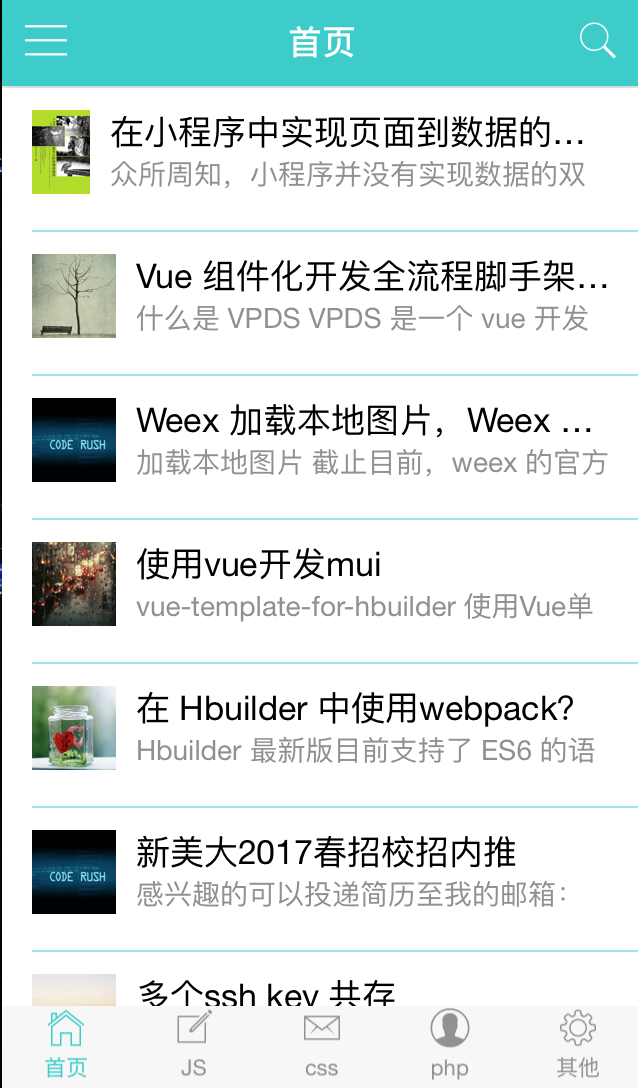 首页
在小程序中实现页面到数据的...
众所周知，小程序并没有实现数据的双
Vue 组件化开发全流程脚手架...
什么是 VPDS VPDS 是一个 vue 开发
CODE RUSH
Weex 加载本地图片，Weex ...
加载本地图片 截止目前，weex 的官方
使用vue开发mui
vue-template-for-hbuilder 使用Vue单
在 Hbuilder 中使用webpack?
Hbuilder 最新版目前支持了 ES6 的语
CODE RUSH
新美大2017春招校招内推
感兴趣的可以投递简历至我的邮箱：
多个ssh key 共存
首页
JS
css
php
其他